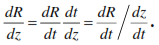 dR/dz = dR/dt dt/dz = dR/dt / dz/dt.